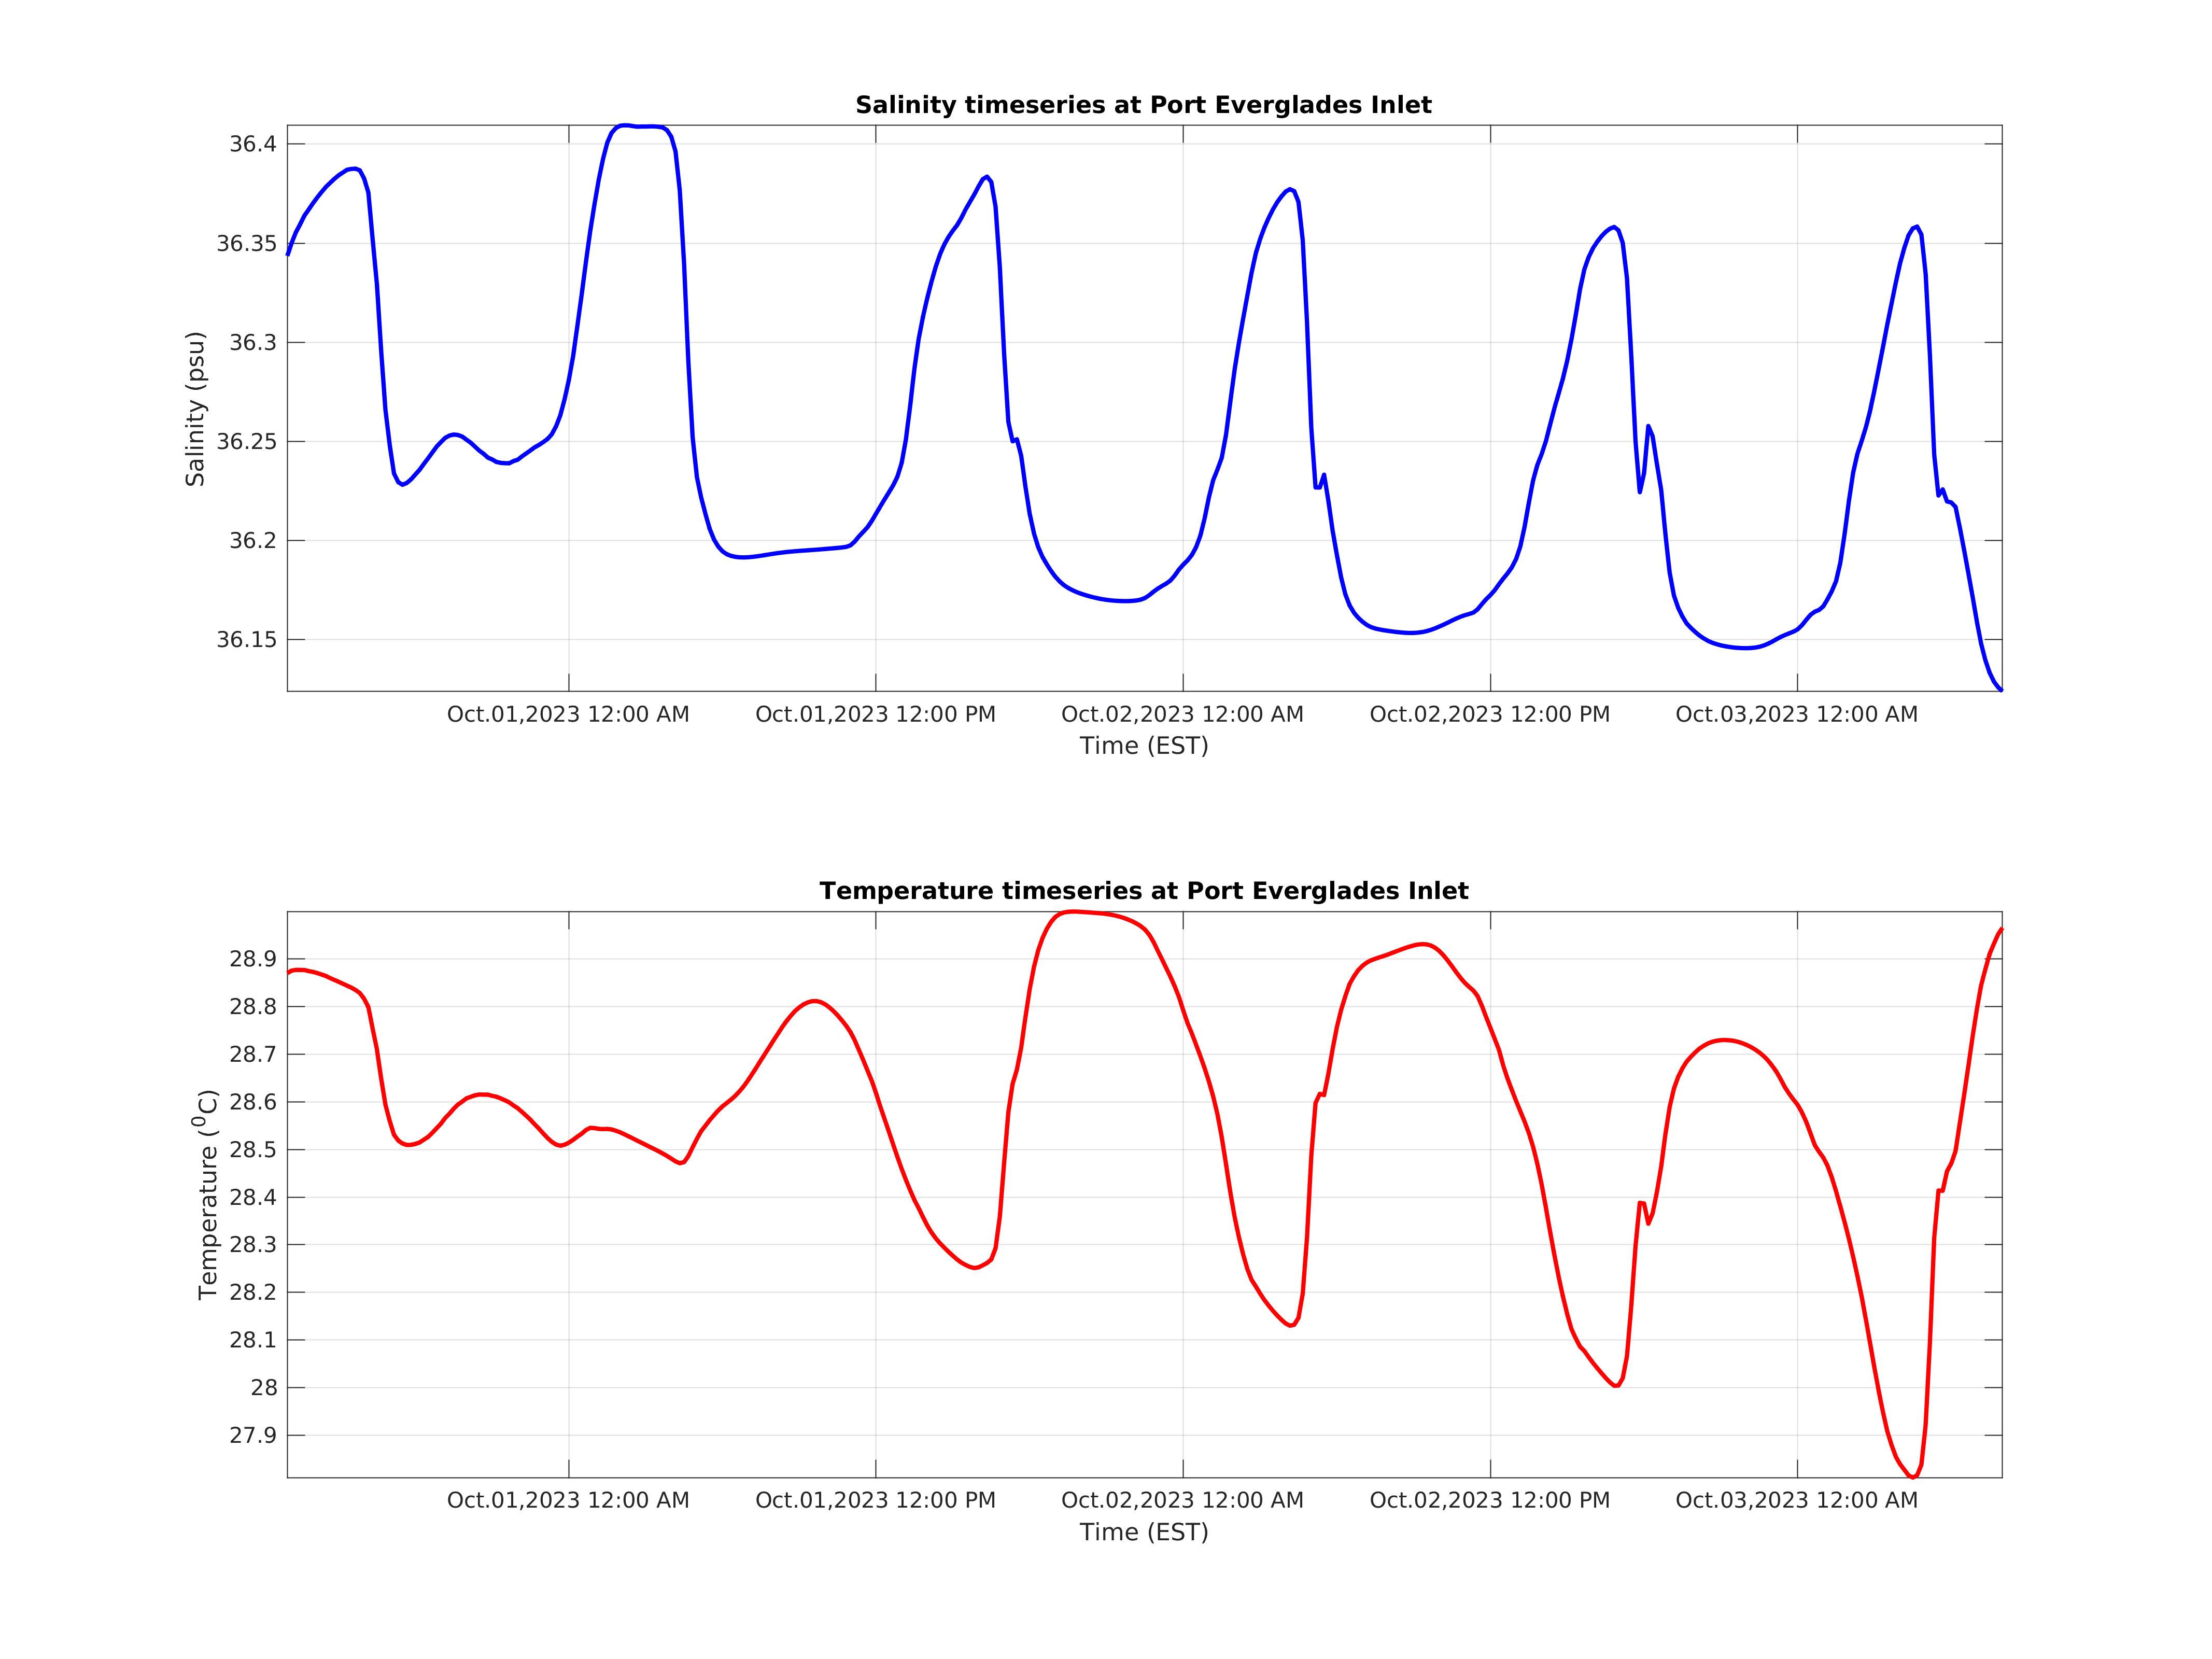 Salinity timeseries at Port Everglades Inlet
36.4
36.35
36.3
36.25
36.2
36.15
Salinity (psu)
Oct.01,2023 12:00 AM Oct.01,2023 12:00 PM Oct.02,2023 12:00 AM Oct.02,2023 12:00 PM Oct.03,2023 12:00 AM
Time (EST)
Temperature timeseries at Port Everglades Inlet
28.9
28.8
28.7
28.6
28.5
28.4
28.3
28.2
28.1
28
27.9
Temperature (⁰C)
Oct.01,2023 12:00 AM Oct.01,2023 12:00 PM Oct.02,2023 12:00 AM Oct.02,2023 12:00 PM Oct.03,2023 12:00 AM
Time (EST)